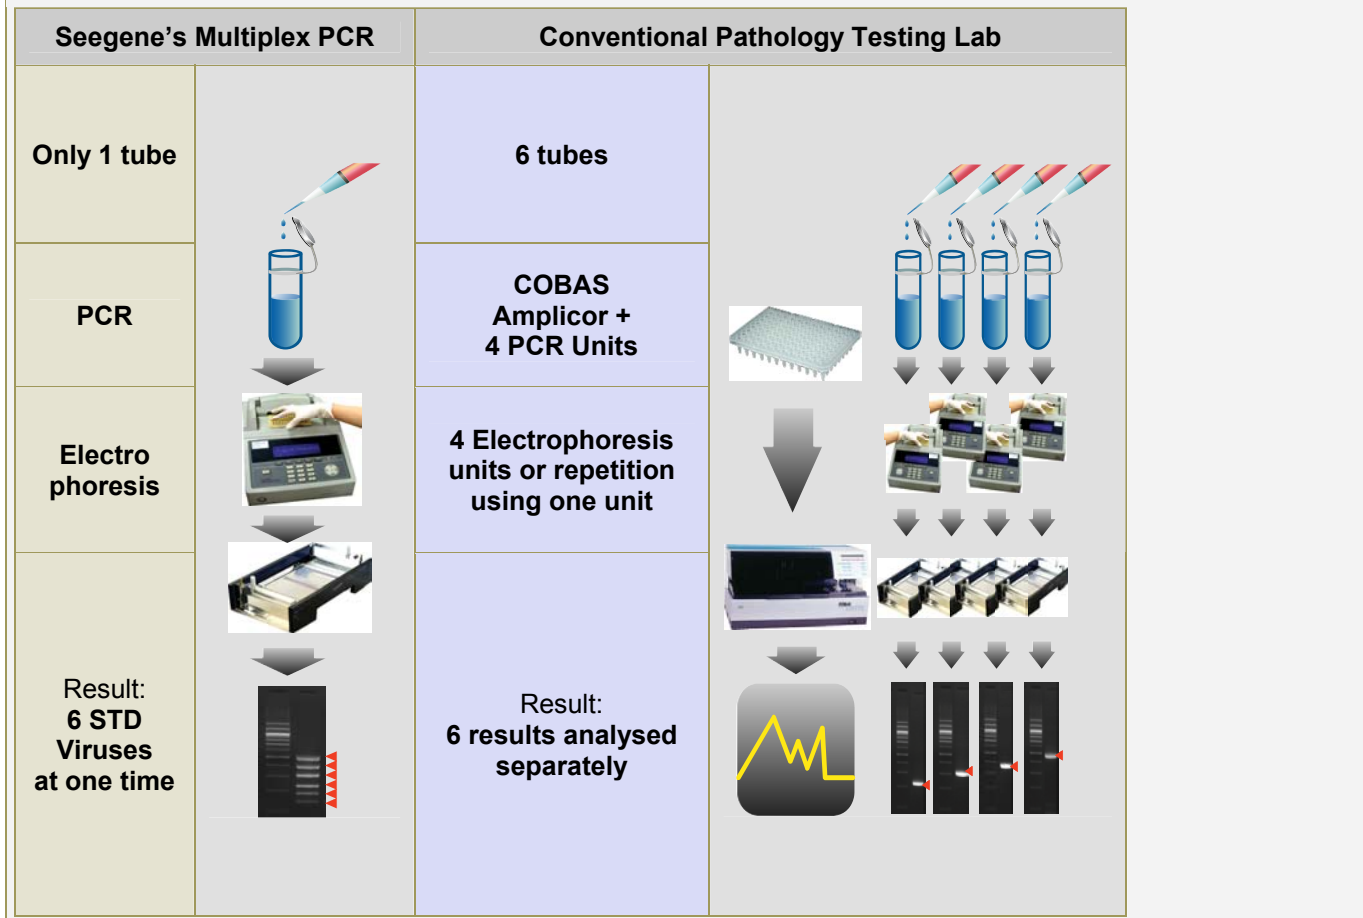 Seegene's Multiplex PCR
Conventional Pathology Testing Lab
Only 1 tube
6 tubes
PCR
COBAS
Amplicor +
4 PCR Units
Electro
phoresis
4 Electrophoresis
units or repetition
using one unit
Result:
6 STD
Viruses
at one time
Result:
6 results analysed
separately